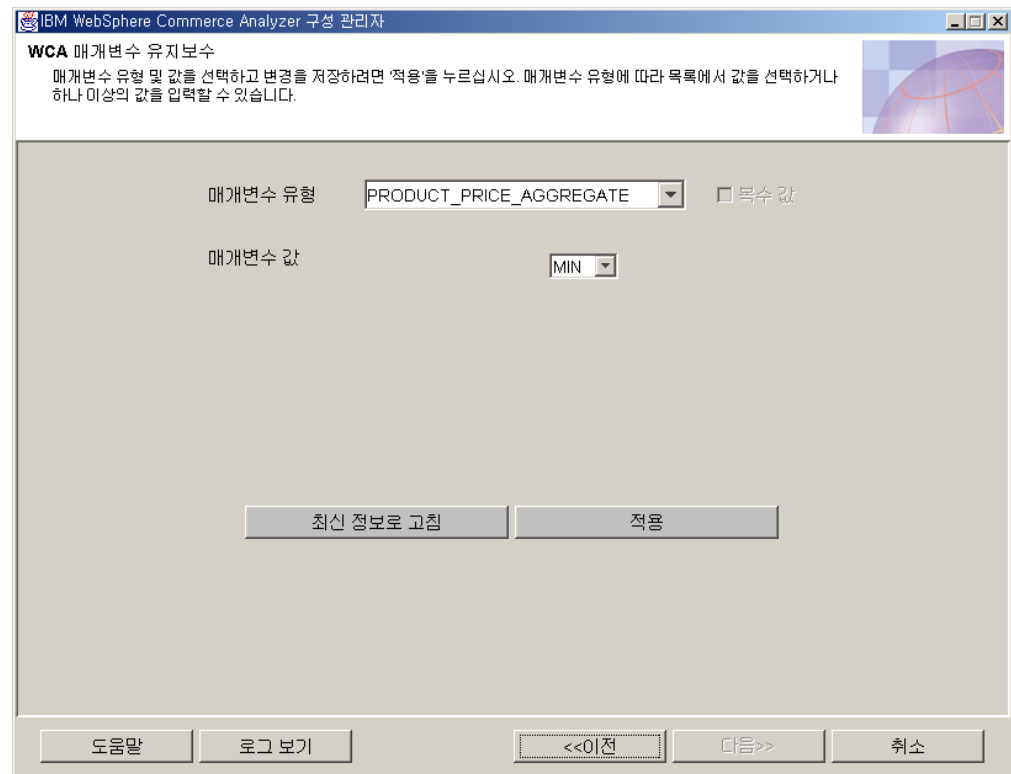 IBM WebSphere Commerce Analyzer 구성 관리자
WCA 매개변수 유지보수
매개변수 유형 및 값을 선택하고 변경을 저장하려면 '적용'을 누르십시오. 매개변수 유형에 따라 목록에서 값을 선택하거나
하나 이상의 값을 입력할 수 있습니다.
매개변수 유형 PRODUCT_PRICE_AGGREGATE 복수 값
매개변수 값 MIN
최신 정보로 고침 적용
도움말 로그 보기 <<이전 다음>> 취소